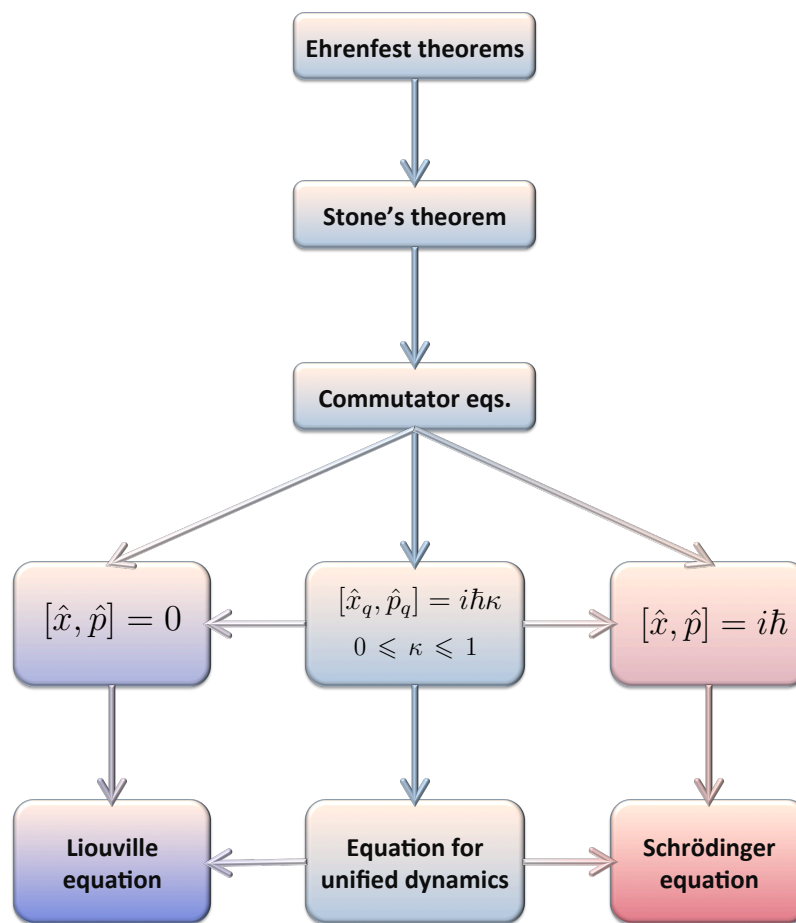 Ehrenfest theorems
Stone's theorem
Commutator eqs.
[x̂, p̂] = 0
[x̂_q, p̂_q] = iħκ
0 ⩽ κ ⩽ 1
[x̂, p̂] = iħ
Liouville
equation
Equation for
unified dynamics
Schrödinger
equation